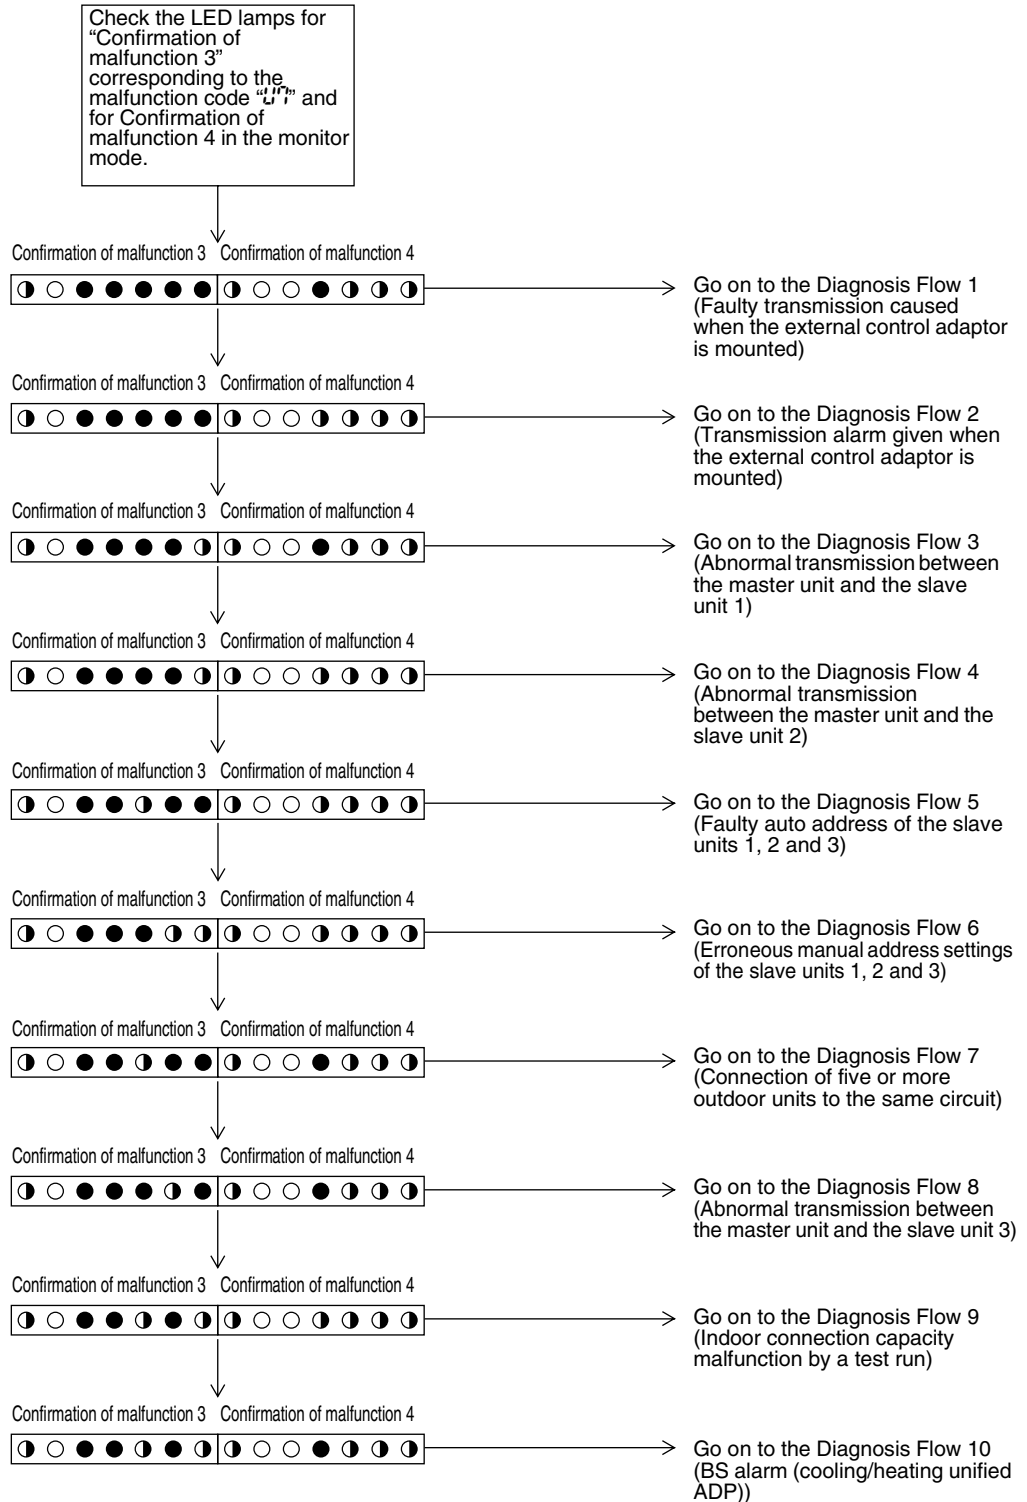 Check the LED lamps for
“Confirmation of
malfunction 3”
corresponding to the
malfunction code “U7” and
for Confirmation of
malfunction 4 in the monitor
mode.
Confirmation of malfunction 3 Confirmation of malfunction 4
Go on to the Diagnosis Flow 1
(Faulty transmission caused
when the external control adaptor
is mounted)
Confirmation of malfunction 3 Confirmation of malfunction 4
Go on to the Diagnosis Flow 2
(Transmission alarm given when
the external control adaptor is
mounted)
Confirmation of malfunction 3 Confirmation of malfunction 4
Go on to the Diagnosis Flow 3
(Abnormal transmission between
the master unit and the slave
unit 1)
Confirmation of malfunction 3 Confirmation of malfunction 4
Go on to the Diagnosis Flow 4
(Abnormal transmission
between the master unit and the
slave unit 2)
Confirmation of malfunction 3 Confirmation of malfunction 4
Go on to the Diagnosis Flow 5
(Faulty auto address of the slave
units 1, 2 and 3)
Confirmation of malfunction 3 Confirmation of malfunction 4
Go on to the Diagnosis Flow 6
(Erroneous manual address settings
of the slave units 1, 2 and 3)
Confirmation of malfunction 3 Confirmation of malfunction 4
Go on to the Diagnosis Flow 7
(Connection of five or more
outdoor units to the same circuit)
Confirmation of malfunction 3 Confirmation of malfunction 4
Go on to the Diagnosis Flow 8
(Abnormal transmission between
the master unit and the slave unit 3)
Confirmation of malfunction 3 Confirmation of malfunction 4
Go on to the Diagnosis Flow 9
(Indoor connection capacity
malfunction by a test run)
Confirmation of malfunction 3 Confirmation of malfunction 4
Go on to the Diagnosis Flow 10
(BS alarm (cooling/heating unified
ADP))